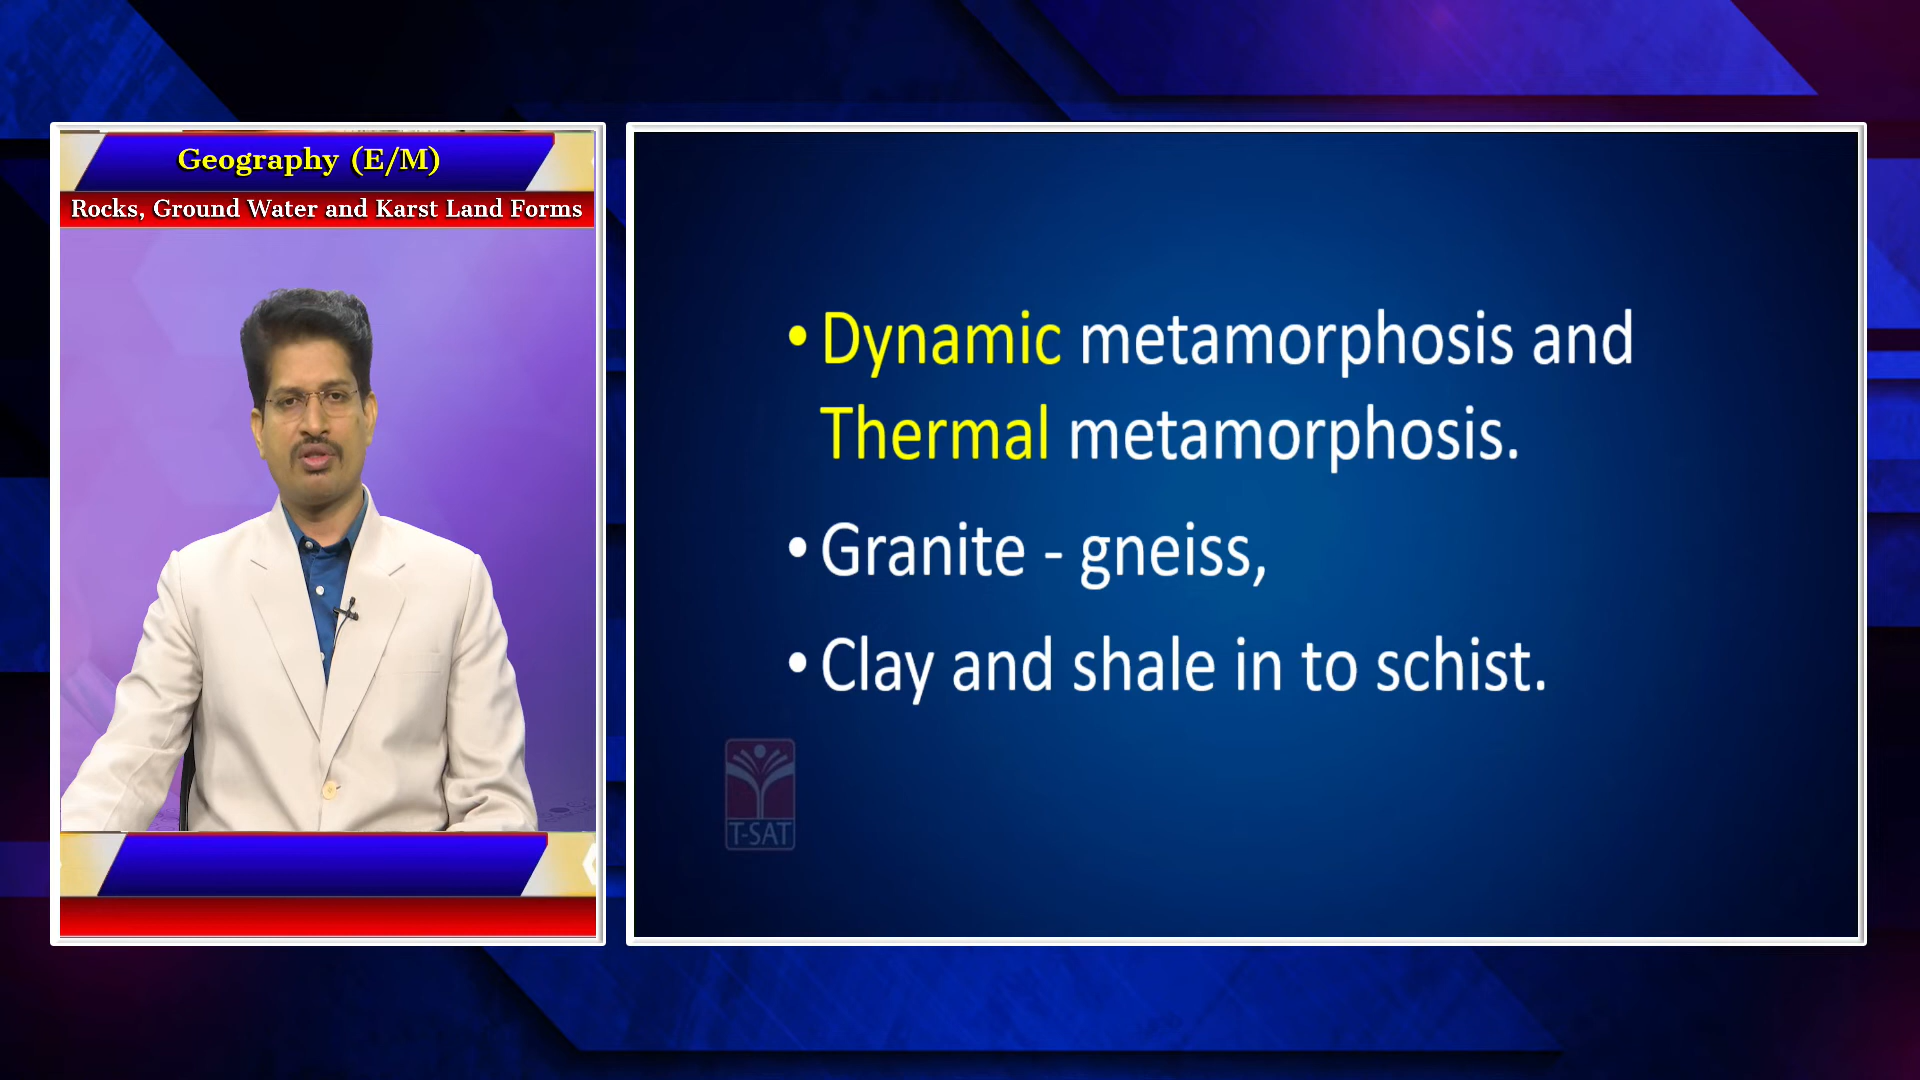 Geography (E/M)
Rocks, Ground Water and Karst Land Forms
• Dynamic metamorphosis and
Thermal metamorphosis.
• Granite - gneiss,
• Clay and shale in to schist.
T-SAT